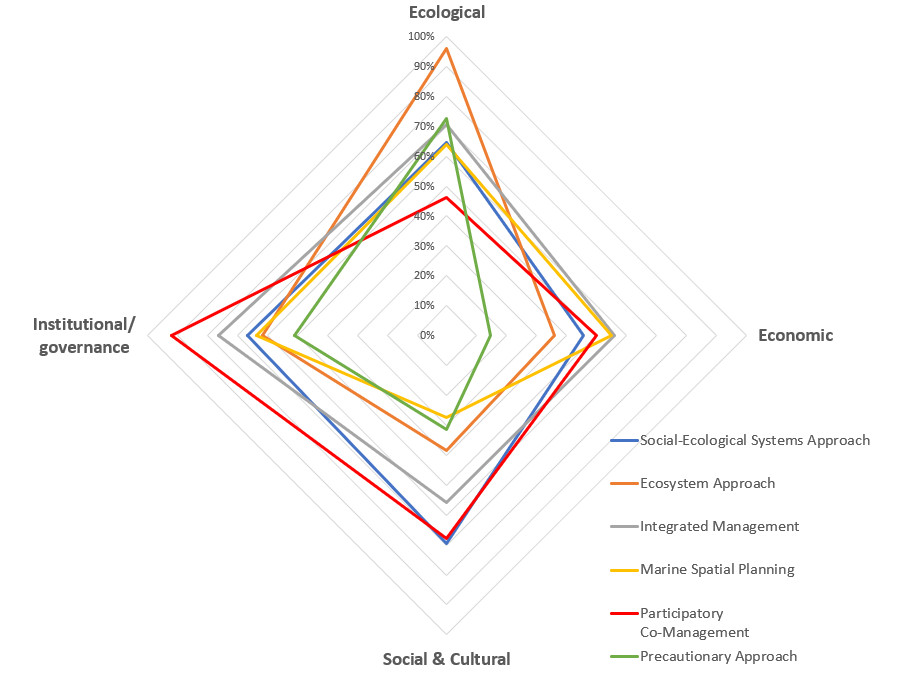 Ecological
100%
90%
80%
70%
60%
50%
40%
30%
20%
10%
0%
Institutional/
governance
Economic
Social-Ecological Systems Approach
Ecosystem Approach
Integrated Management
Marine Spatial Planning
Participatory
Co-Management
Precautionary Approach
Social & Cultural